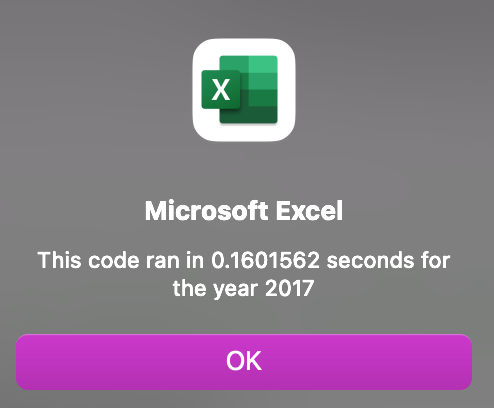 X
Microsoft Excel
This code ran in 0.1601562 seconds for
the year 2017
OK